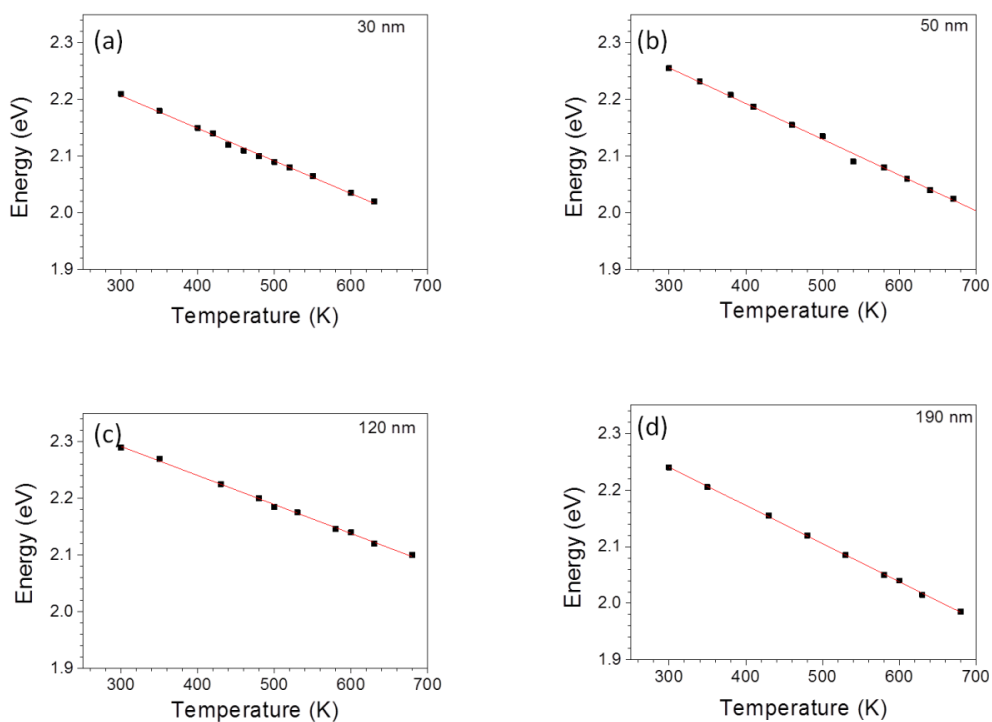 (a)
30 nm
2.3
2.2
2.1
2.0
1.9
Energy (eV)
300 400 500 600 700
Temperature (K)
(b)
50 nm
2.3
2.2
2.1
2.0
1.9
Energy (eV)
300 400 500 600 700
Temperature (K)
(c)
120 nm
2.3
2.2
2.1
2.0
1.9
Energy (eV)
300 400 500 600 700
Temperature (K)
(d)
190 nm
2.3
2.2
2.1
2.0
1.9
Energy (eV)
300 400 500 600 700
Temperature (K)